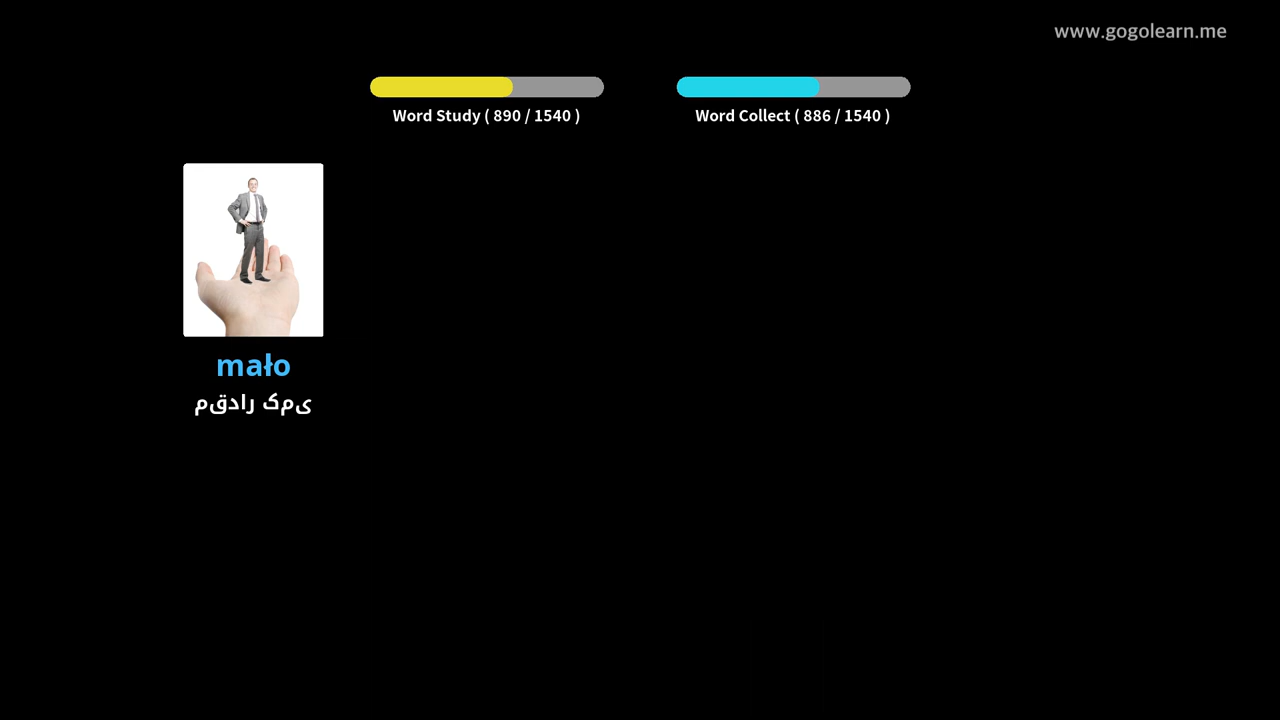 www.gogolearn.me
Word Study ( 890 / 1540 )
Word Collect ( 886 / 1540 )
mało
مقدار کمی